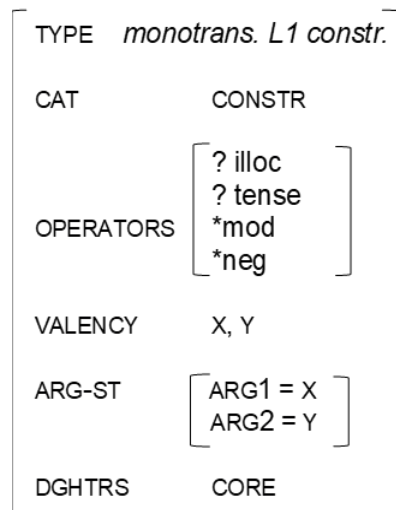 TYPE monotrans. L1 constr.
CAT CONSTR
? illoc
? tense
OPERATORS
*mod
*neg
VALENCY X, Y
ARG-ST ARG1 = X
ARG2 = Y
DGHTRS CORE